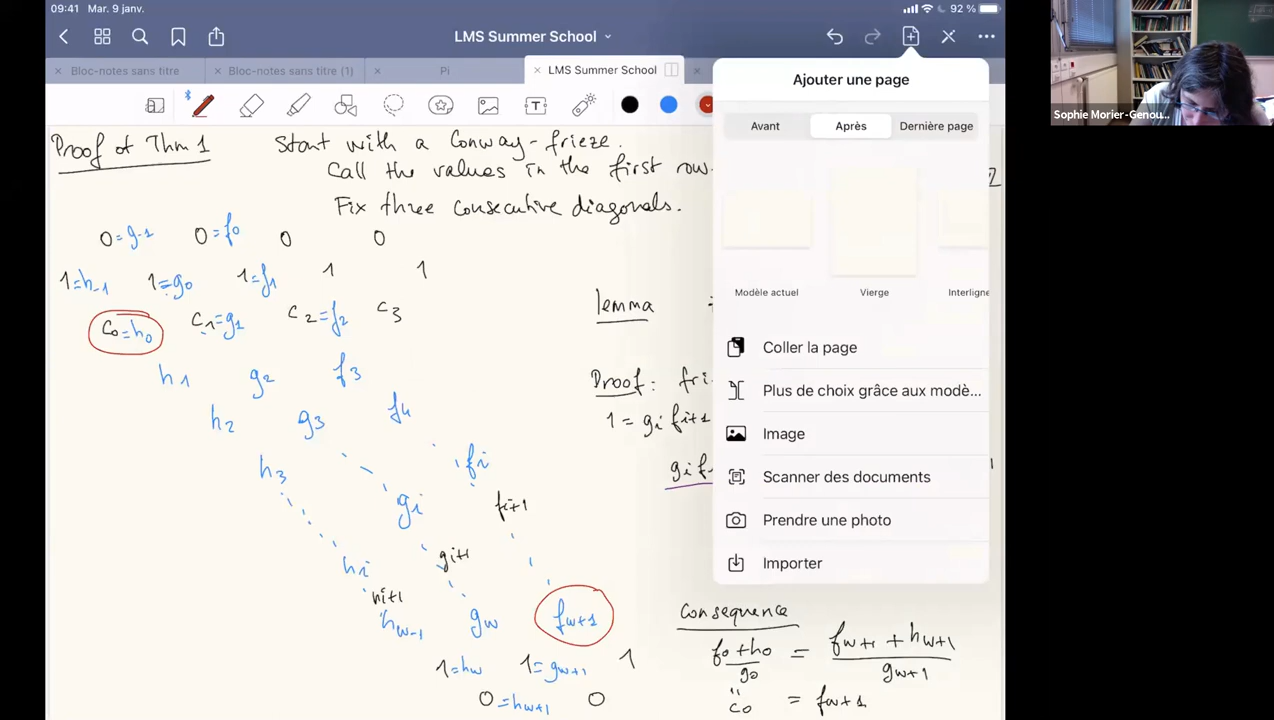 09:41 Mar. 9 janv.
92 %
LMS Summer School
Bloc-notes sans titre
Bloc-notes sans titre (1)
Pi
LMS Summer School
Ajouter une page
Avant Après Dernière page
Modèle actuel Vierge Interligne
Coller la page
Plus de choix grâce aux modè...
Image
Scanner des documents
Prendre une photo
Importer
Sophie Morier-Genou...
Proof of Thm 1 Start with a Conway-frieze.
Call the values in the first row
Fix three consecutive diagonals.
0=g-1 0=f0 0 0
1=h-1 1=g0 1=f1 1 1
c0=h0 c1=g1 c2=f2 c3
h1 g2 f3
h2 g3 f4
h3 fi
gi fi+1
hi gi+1
hi+1
hw-1 gw fw+1
1=hw 1=gw+1 1
0=hw+1 0
lemma
Proof: fri
1 = gi fi+1
gi f
Consequence
f0+h0/g0 = fw+1 + hw+1/gw+1
" c0 = fw+1